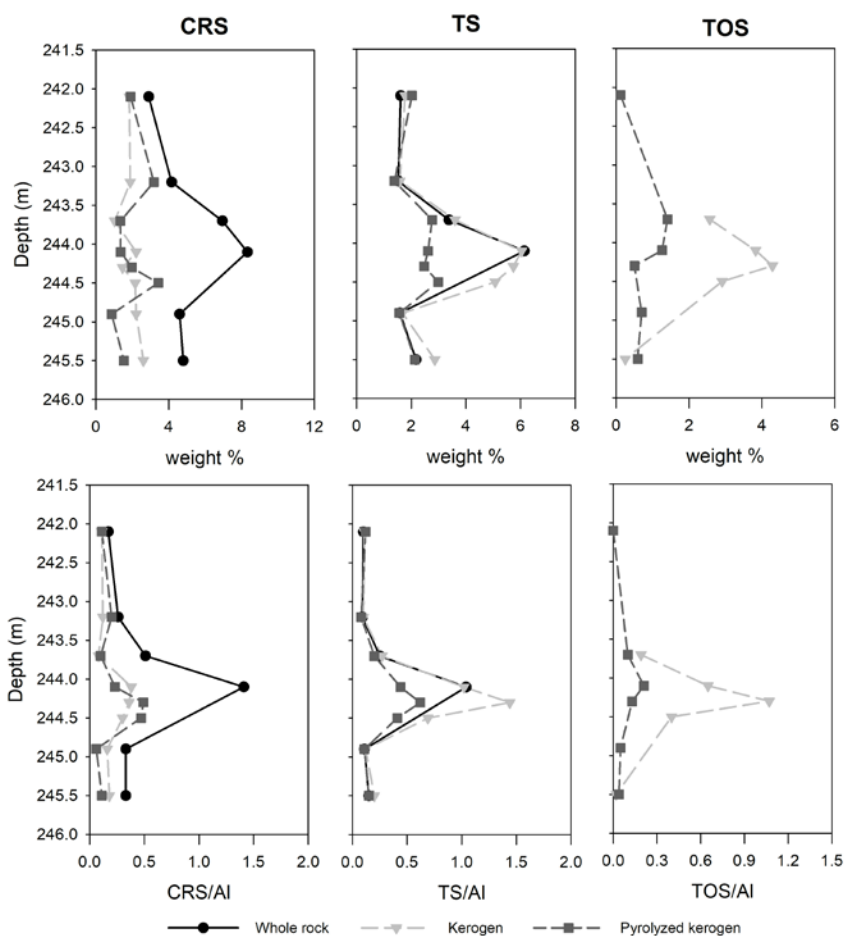 CRS TS TOS
241.5
242.0
242.5
243.0
243.5
244.0
244.5
245.0
245.5
246.0
Depth (m)
0 4 8 12
0 2 4 6 8
0 2 4 6
weight % weight % weight %
241.5
242.0
242.5
243.0
243.5
244.0
244.5
245.0
245.5
246.0
Depth (m)
0.0 0.5 1.0 1.5 2.0
0.0 0.5 1.0 1.5 2.0
0.0 0.3 0.6 0.9 1.2 1.5
CRS/Al TS/Al TOS/Al
Whole rock Kerogen Pyrolyzed kerogen